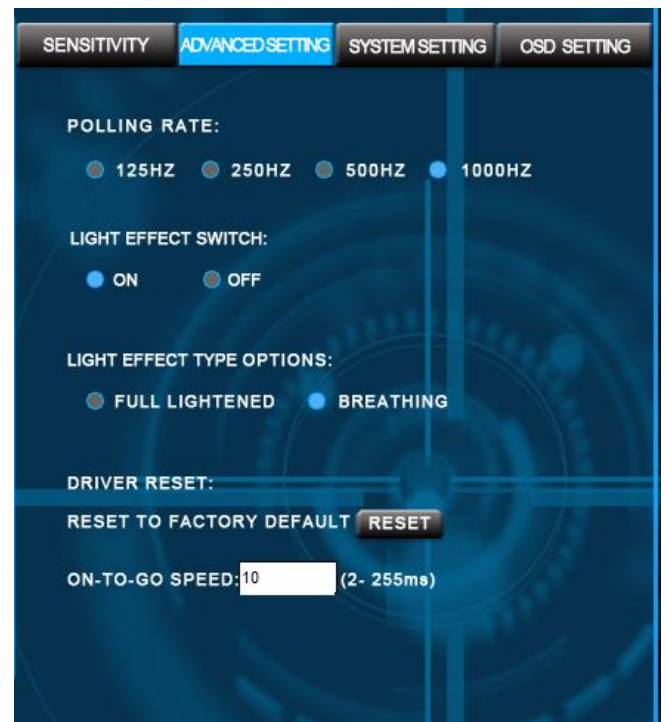 SENSITIVITY ADVANCED SETTING SYSTEM SETTING OSD SETTING
POLLING RATE:
125HZ 250HZ 500HZ 1000HZ
LIGHT EFFECT SWITCH:
ON OFF
LIGHT EFFECT TYPE OPTIONS:
FULL LIGHTENED BREATHING
DRIVER RESET:
RESET TO FACTORY DEFAULT RESET
ON-TO-GO SPEED: 10 (2- 255ms)